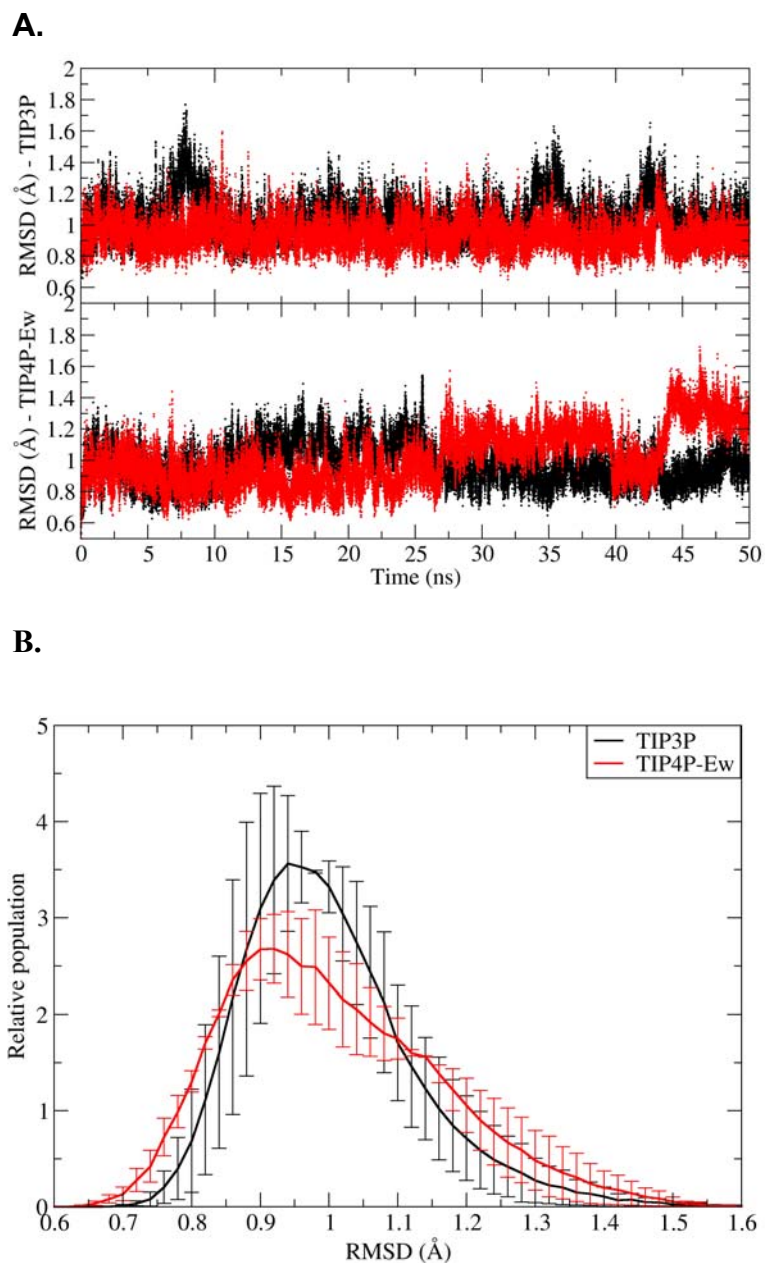 A.
2
1.8
1.6
1.4
1.2
1
0.8
0.6
RMSD (Å) - TIP3P
2
1.8
1.6
1.4
1.2
1
0.8
0.6
RMSD (Å) - TIP4P-Ew
0 5 10 15 20 25 30 35 40 45 50
Time (ns)
B.
5
4
3
2
1
0
Relative population
TIP3P
TIP4P-Ew
0.6 0.7 0.8 0.9 1 1.1 1.2 1.3 1.4 1.5 1.6
RMSD (Å)